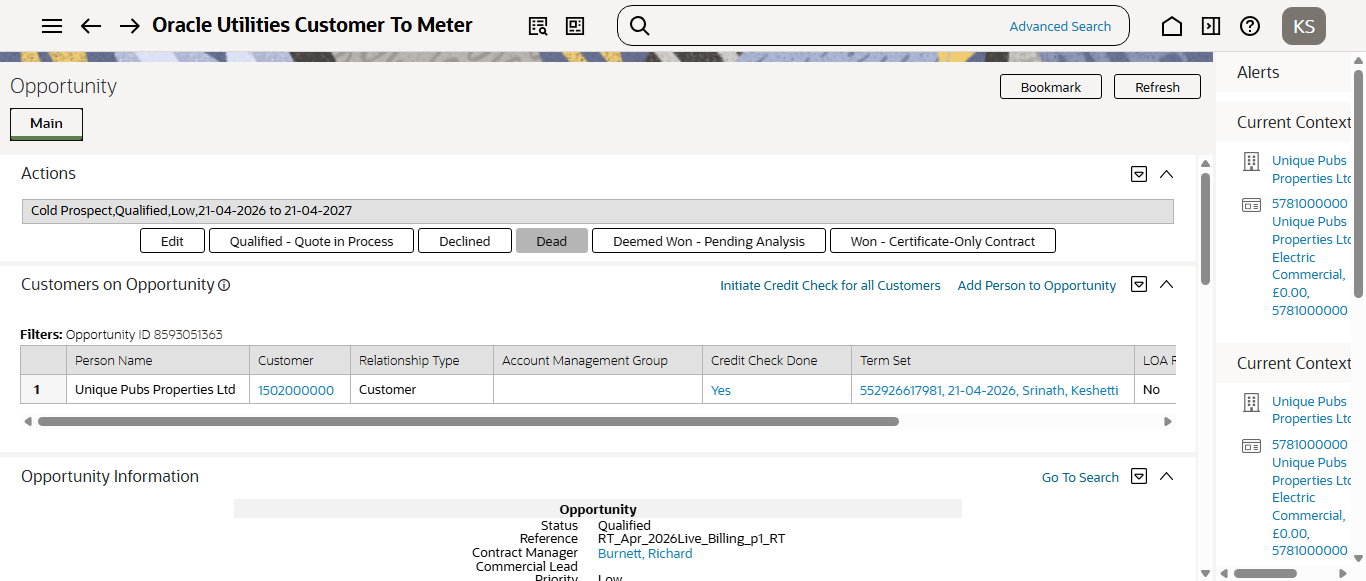 Oracle Utilities Customer To Meter
Advanced Search
KS
Opportunity
Bookmark
Refresh
Main
Actions
Cold Prospect,Qualified,Low,21-04-2026 to 21-04-2027
Edit
Qualified - Quote in Process
Declined
Dead
Deemed Won - Pending Analysis
Won - Certificate-Only Contract
Customers on Opportunity
Initiate Credit Check for all Customers
Add Person to Opportunity
Filters: Opportunity ID 8593051363
Person Name Customer Relationship Type Account Management Group Credit Check Done Term Set LOA R
1 Unique Pubs Properties Ltd 1502000000 Customer Yes 552926617981, 21-04-2026, Srinath, Keshetti No
Opportunity Information
Go To Search
Opportunity
Status Qualified
Reference RT_Apr_2026Live_Billing_p1_RT
Contract Manager Burnett, Richard
Commercial Lead
Priority Low
Alerts
Current Context
Unique Pubs
Properties Ltd
5781000000
Unique Pubs
Properties Ltd
Electric
Commercial,
£0.00,
5781000000
Current Context
Unique Pubs
Properties Ltd
5781000000
Unique Pubs
Properties Ltd
Electric
Commercial,
£0.00,
5781000000